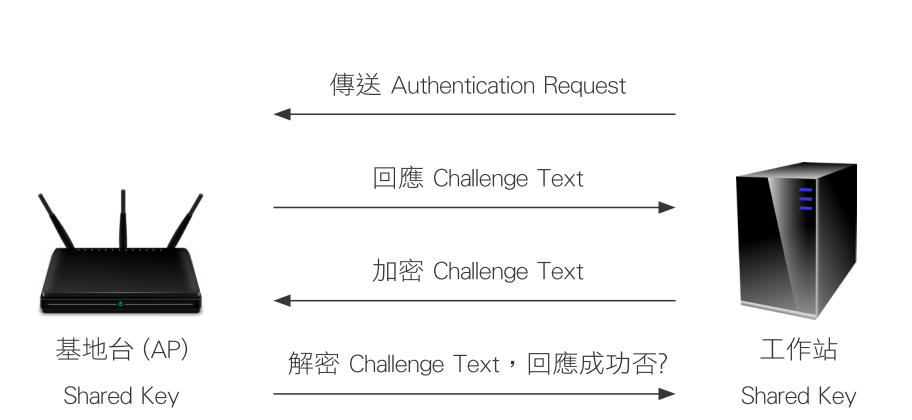 傳送 Authentication Request
回應 Challenge Text
加密 Challenge Text
解密 Challenge Text，回應成功否?
基地台 (AP)
Shared Key
工作站
Shared Key